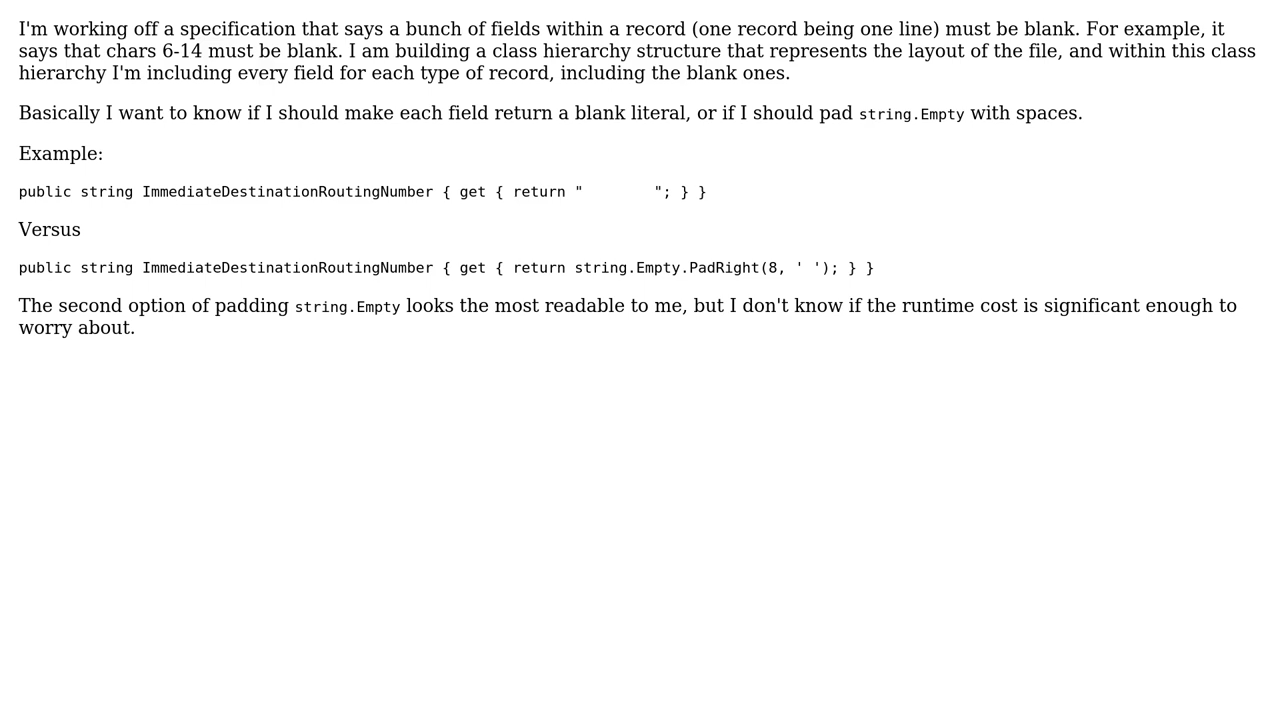 I'm working off a specification that says a bunch of fields within a record (one record being one line) must be blank. For example, it
says that chars 6-14 must be blank. I am building a class hierarchy structure that represents the layout of the file, and within this class
hierarchy I'm including every field for each type of record, including the blank ones.
Basically I want to know if I should make each field return a blank literal, or if I should pad string.Empty with spaces.
Example:
public string ImmediateDestinationRoutingNumber { get { return "        "; } }
Versus
public string ImmediateDestinationRoutingNumber { get { return string.Empty.PadRight(8, ' '); } }
The second option of padding string.Empty looks the most readable to me, but I don't know if the runtime cost is significant enough to
worry about.